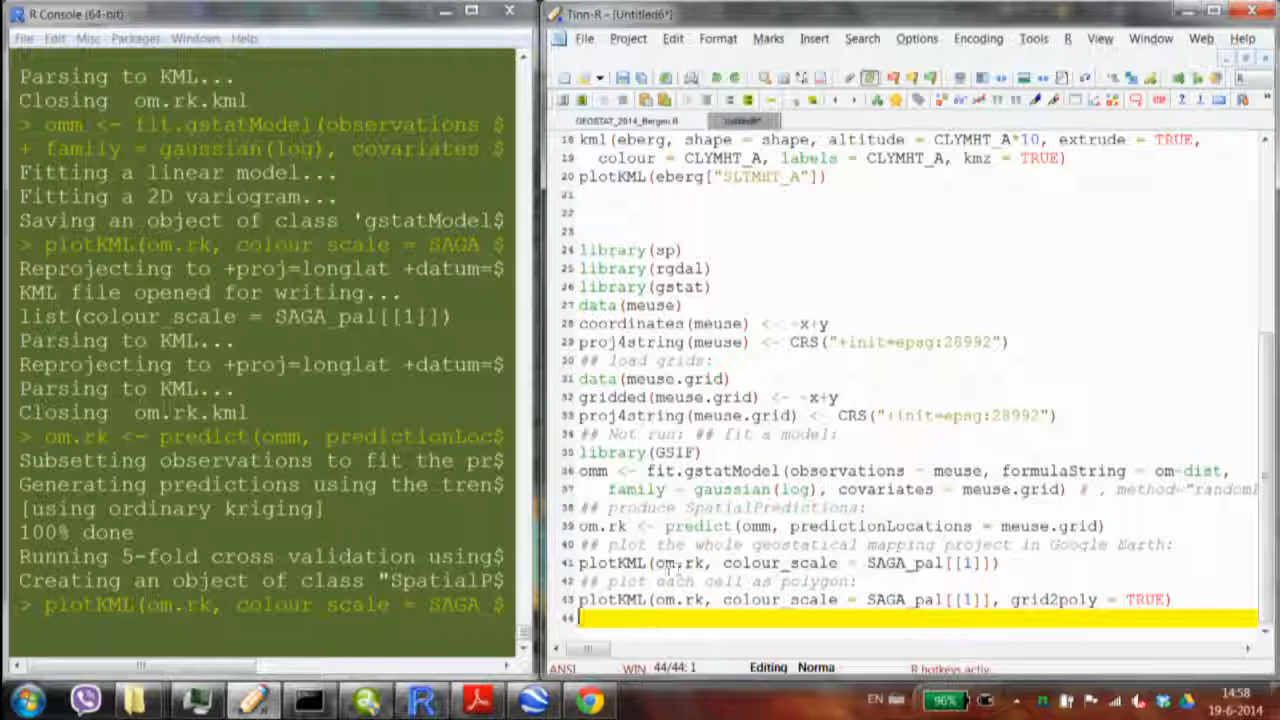 R Console (64-bit)
File Edit Misc Packages Windows Help
Parsing to KML...
Closing om.rk.kml
> omm <- fit.gstatModel(observations $
+ family = gaussian(log), covariates $
Fitting a linear model...
Fitting a 2D variogram...
Saving an object of class 'gstatModel$
> plotKML(om.rk, colour_scale = SAGA_$
Reprojecting to +proj=longlat +datum=$
KML file opened for writing...
list(colour_scale = SAGA_pal[[1]])
Parsing to KML...
Reprojecting to +proj=longlat +datum=$
Parsing to KML...
Closing om.rk.kml
> om.rk <- predict(omm, predictionLoc$
Subsetting observations to fit the pr$
Generating predictions using the tren$
[using ordinary kriging]
100% done
Running 5-fold cross validation using$
Creating an object of class "SpatialP$
> plotKML(om.rk, colour_scale = SAGA_$
Tinn-R - [Untitled6*]
File Project Edit Format Marks Insert Search Options Encoding Tools R View Window Web Help
GEOSTAT_2014_Bergen.R Untitled6*
18 kml(eberg, shape = shape, altitude = CLYMHT_A*10, extrude = TRUE,
19 colour = CLYMHT_A, labels = CLYMHT_A, kmz = TRUE)
20 plotKML(eberg["SLTMHT_A"])
21
22
23
24 library(sp)
25 library(rgdal)
26 library(gstat)
27 data(meuse)
28 coordinates(meuse) <- ~x+y
29 proj4string(meuse) <- CRS("+init=epsg:28992")
30 ## load grids:
31 data(meuse.grid)
32 gridded(meuse.grid) <- ~x+y
33 proj4string(meuse.grid) <- CRS("+init=epsg:28992")
34 ## Not run: ## fit a model:
35 library(GSIF)
36 omm <- fit.gstatModel(observations = meuse, formulaString = om~dist,
37 family = gaussian(log), covariates = meuse.grid) # , method="randomF
38 ## produce SpatialPredictions:
39 om.rk <- predict(omm, predictionLocations = meuse.grid)
40 ## plot the whole geostatical mapping project in Google Earth:
41 plotKML(om.rk, colour_scale = SAGA_pal[[1]])
42 ## plot each cell as polygon:
43 plotKML(om.rk, colour_scale = SAGA_pal[[1]], grid2poly = TRUE)
44
ANSI WIN 44/44: 1 Editing Norma R hotkeys activ
EN 96% 14:58
19-6-2014